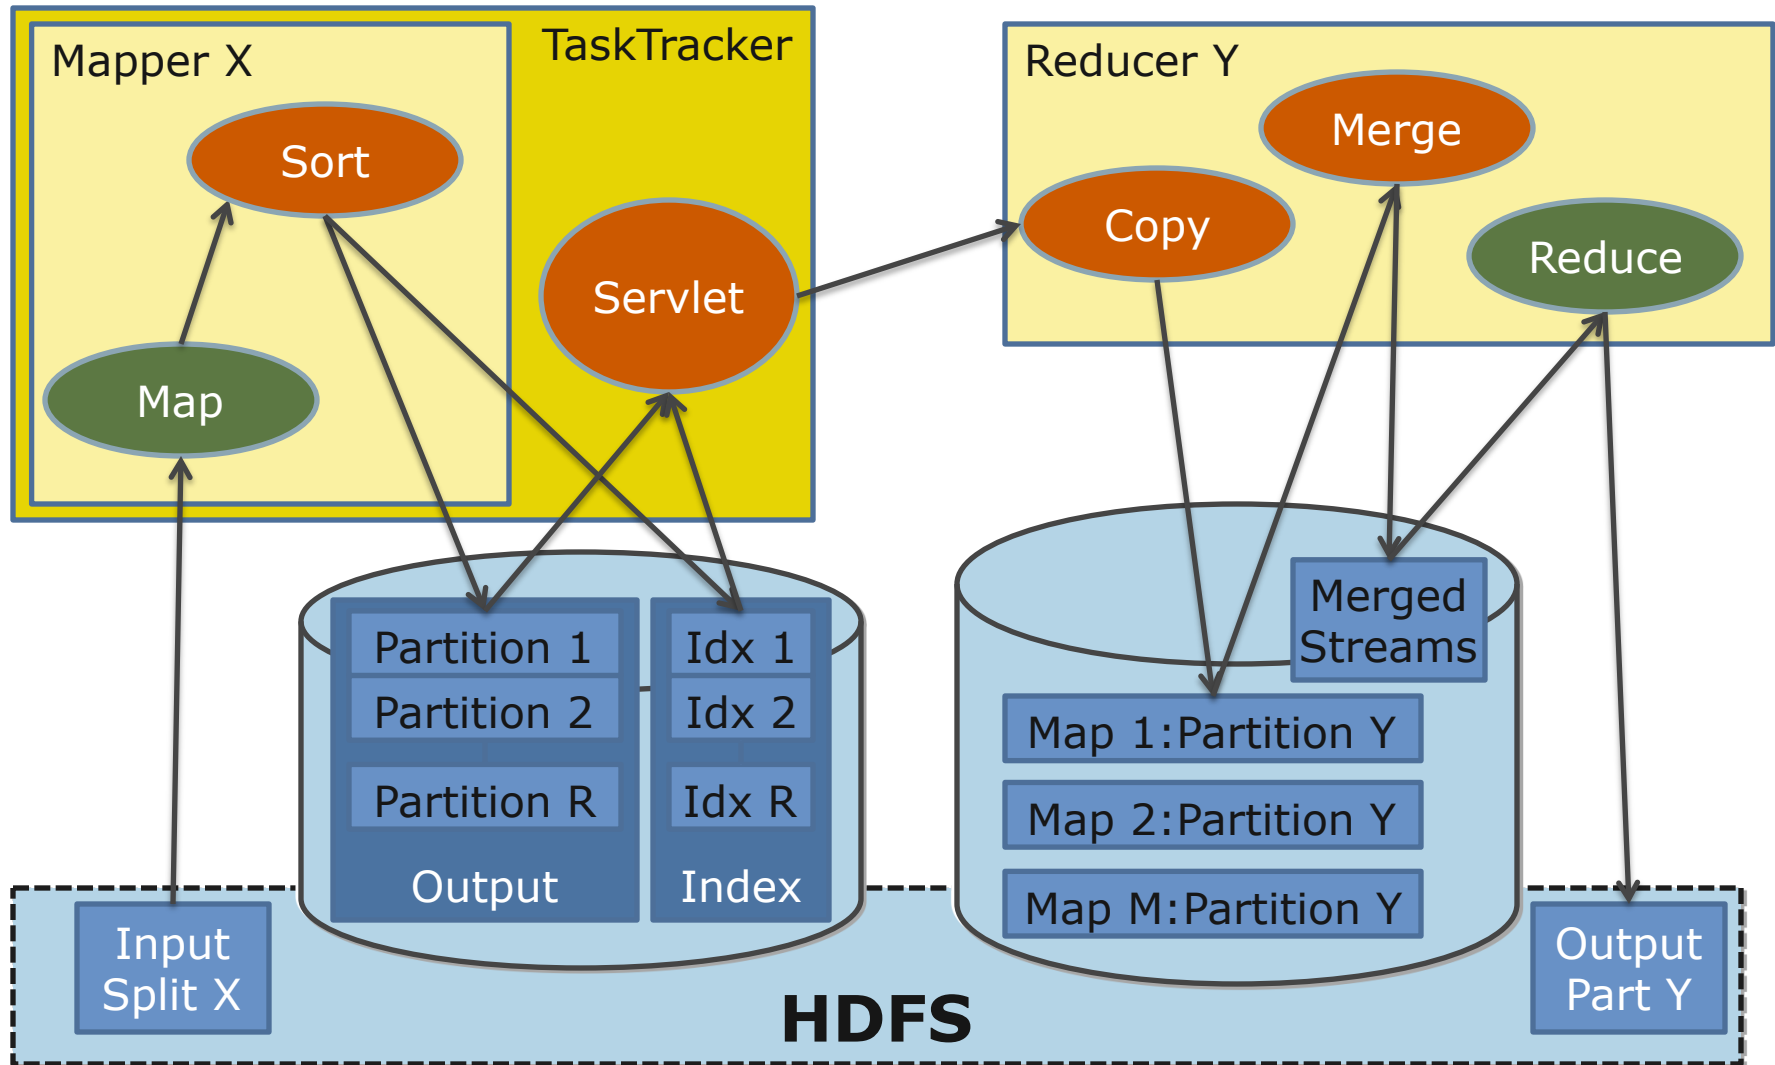 Mapper X
TaskTracker
Sort
Servlet
Map
Reducer Y
Merge
Copy
Reduce
Partition 1
Partition 2
Partition R
Output
Idx 1
Idx 2
Idx R
Index
Merged
Streams
Map 1:Partition Y
Map 2:Partition Y
Map M:Partition Y
Input
Split X
HDFS
Output
Part Y